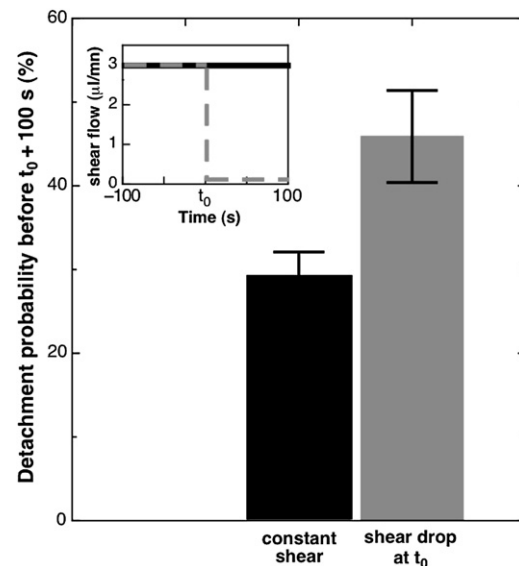 Detachment probability before t0 + 100 s (%)
60
40
20
0
shear flow (µl/mn)
3
2
1
0
−100
t0
100
Time (s)
constant
shear
shear drop
at t0